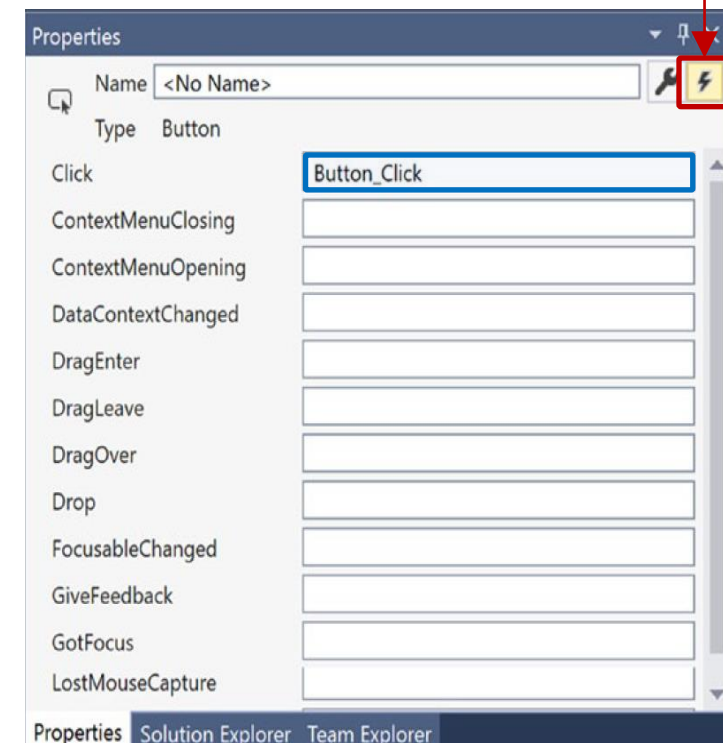 Properties
Name <No Name>
Type Button
Click Button_Click
ContextMenuClosing
ContextMenuOpening
DataContextChanged
DragEnter
DragLeave
DragOver
Drop
FocusableChanged
GiveFeedback
GotFocus
LostMouseCapture
Properties Solution Explorer Team Explorer